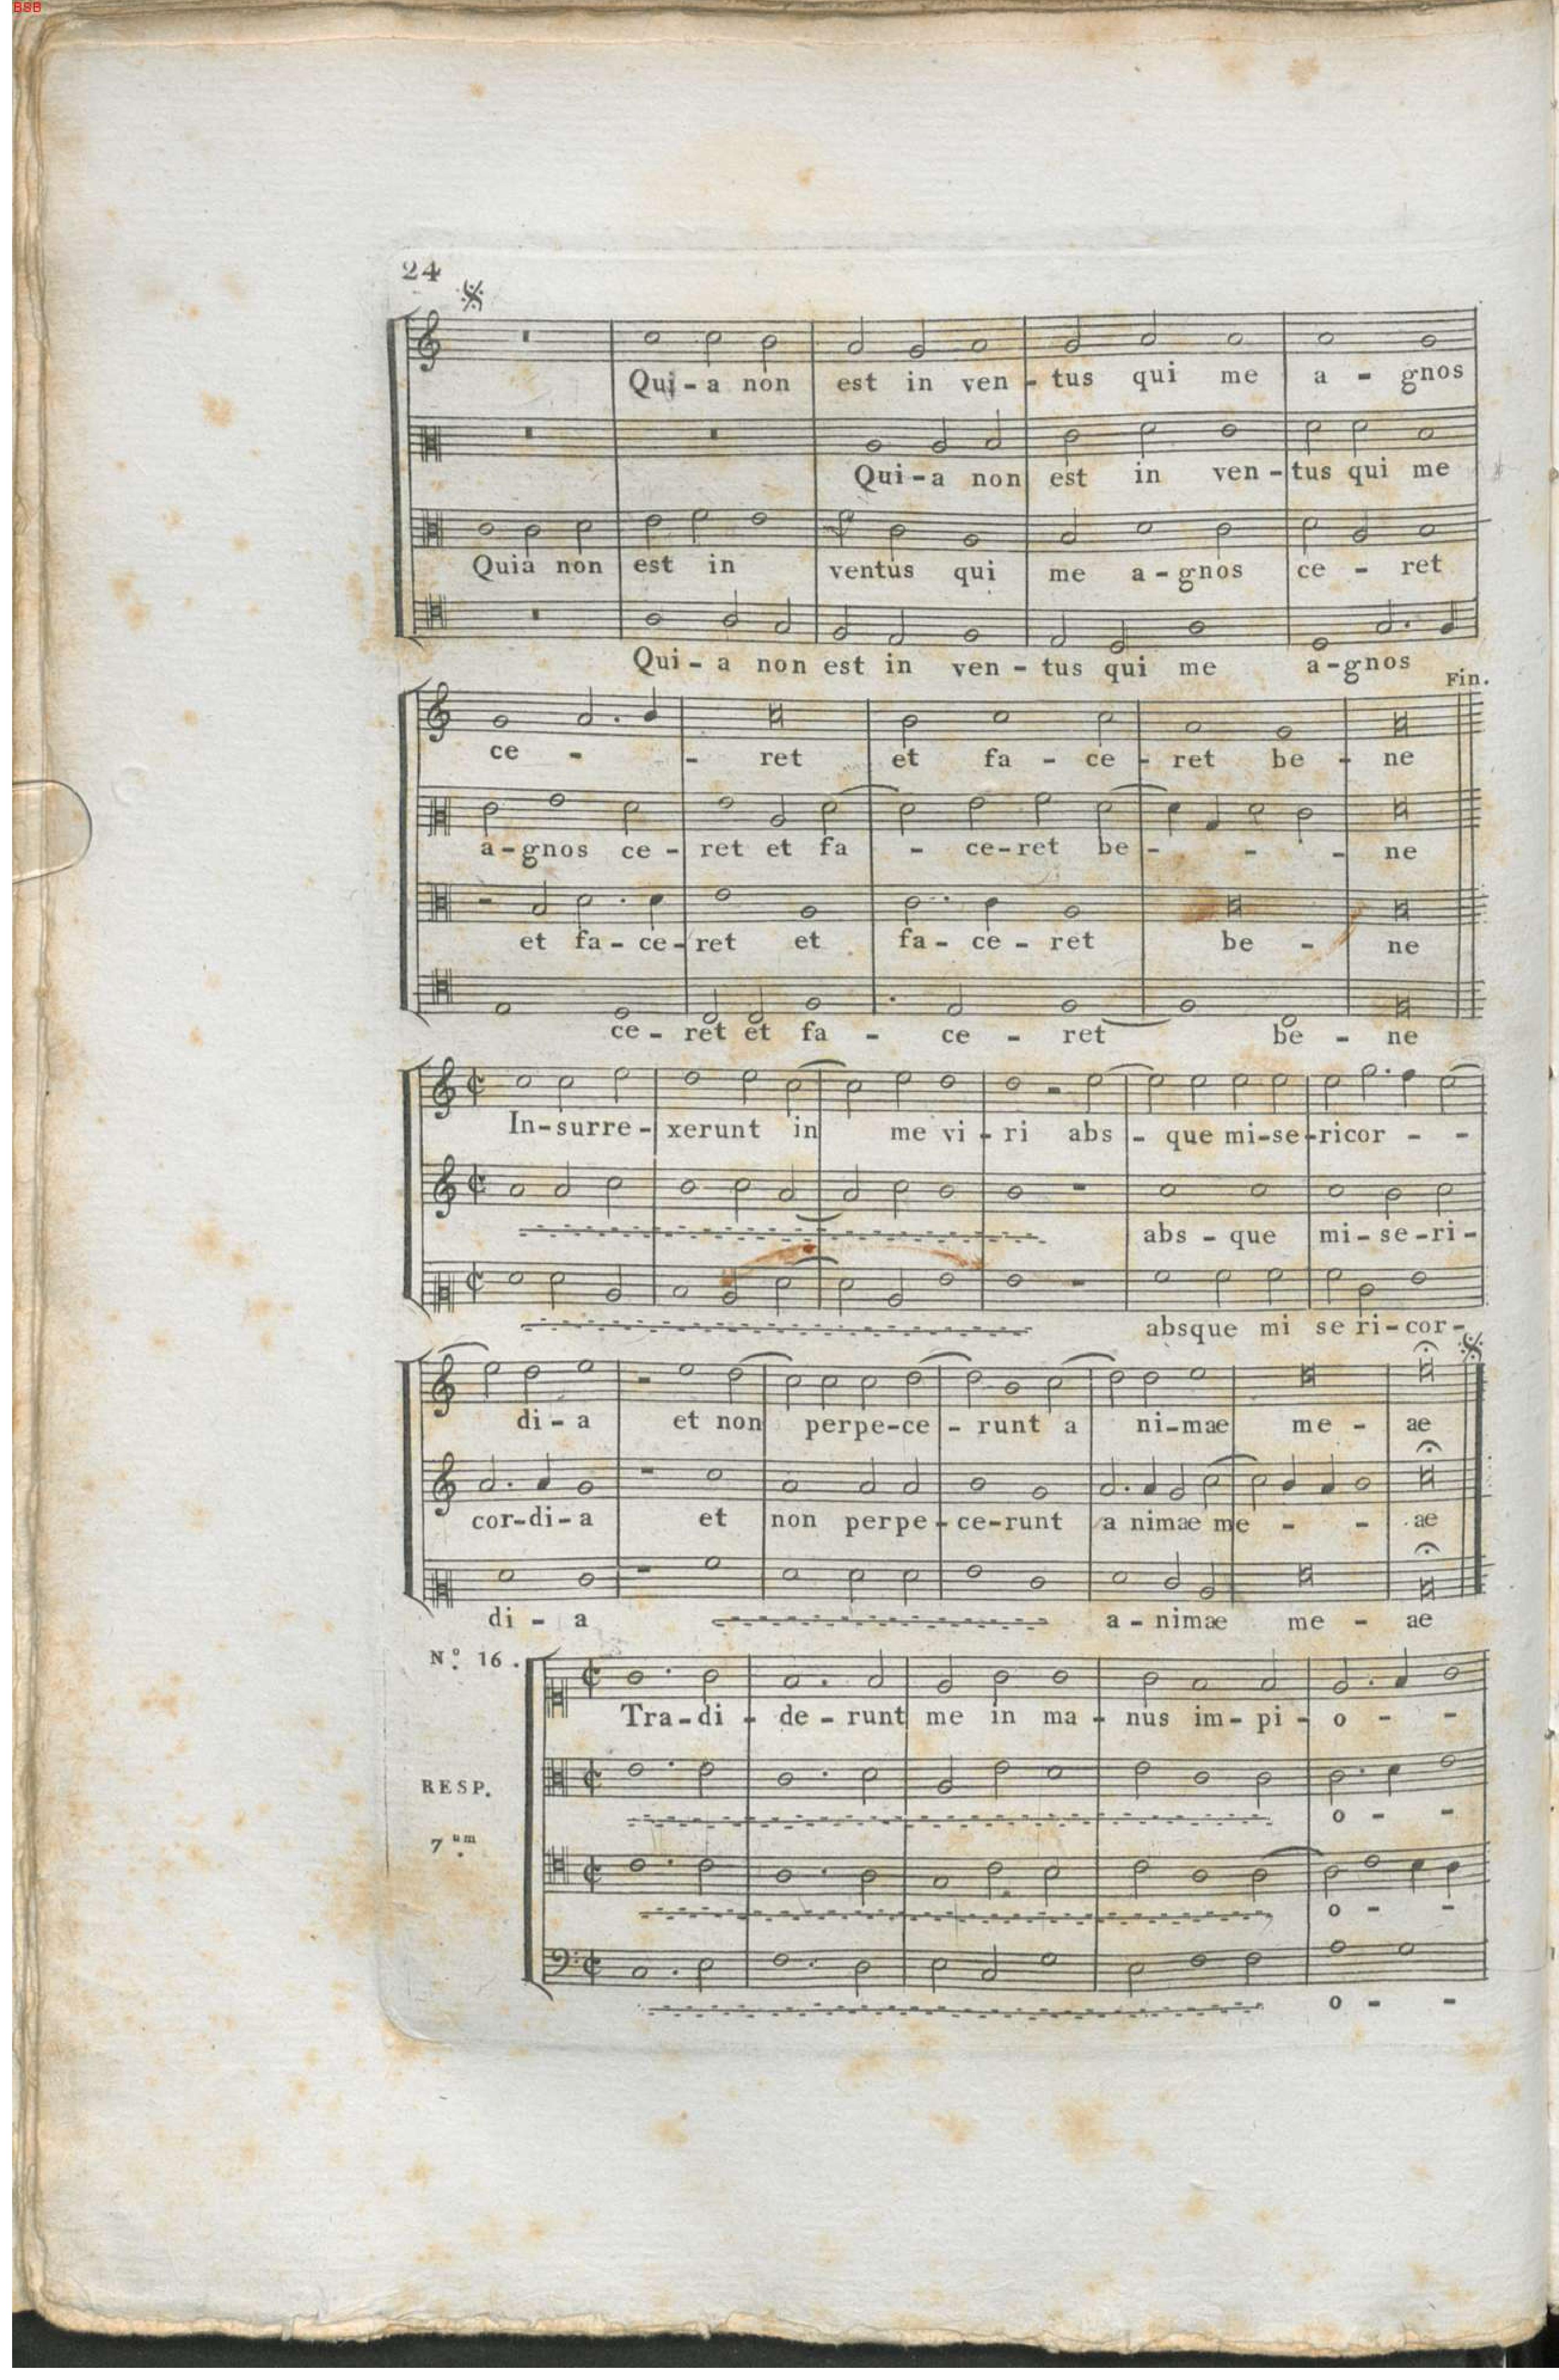 BSB
24
Qui - a non est in ven - tus qui me a - gnos
Qui - a non est in ven - tus qui me
Quia non est in ventus qui me a - gnos ce - ret
Qui - a non est in ven - tus qui me a - gnos
Fin.
ce - - ret et fa - ce - ret be - ne
a - gnos ce - ret et fa - ce - ret be - - - ne
et fa - ce - ret et fa - ce - ret be - ne
ce - ret et fa - ce - ret be - ne
In - surre - xerunt in me vi - ri abs - que mi - se - ricor - -
abs - que mi - se - ri -
absque mi se ri - cor -
di - a et non perpe - ce - runt a ni - mae me - ae
cor - di - a et non perpe - ce - runt a nimae me - - ae
di - a a - nimae me - ae
Nº. 16.
Tra - di - de - runt me in ma - nus im - pi - o - -
RESP.
o - -
7.um
o - -
o - -